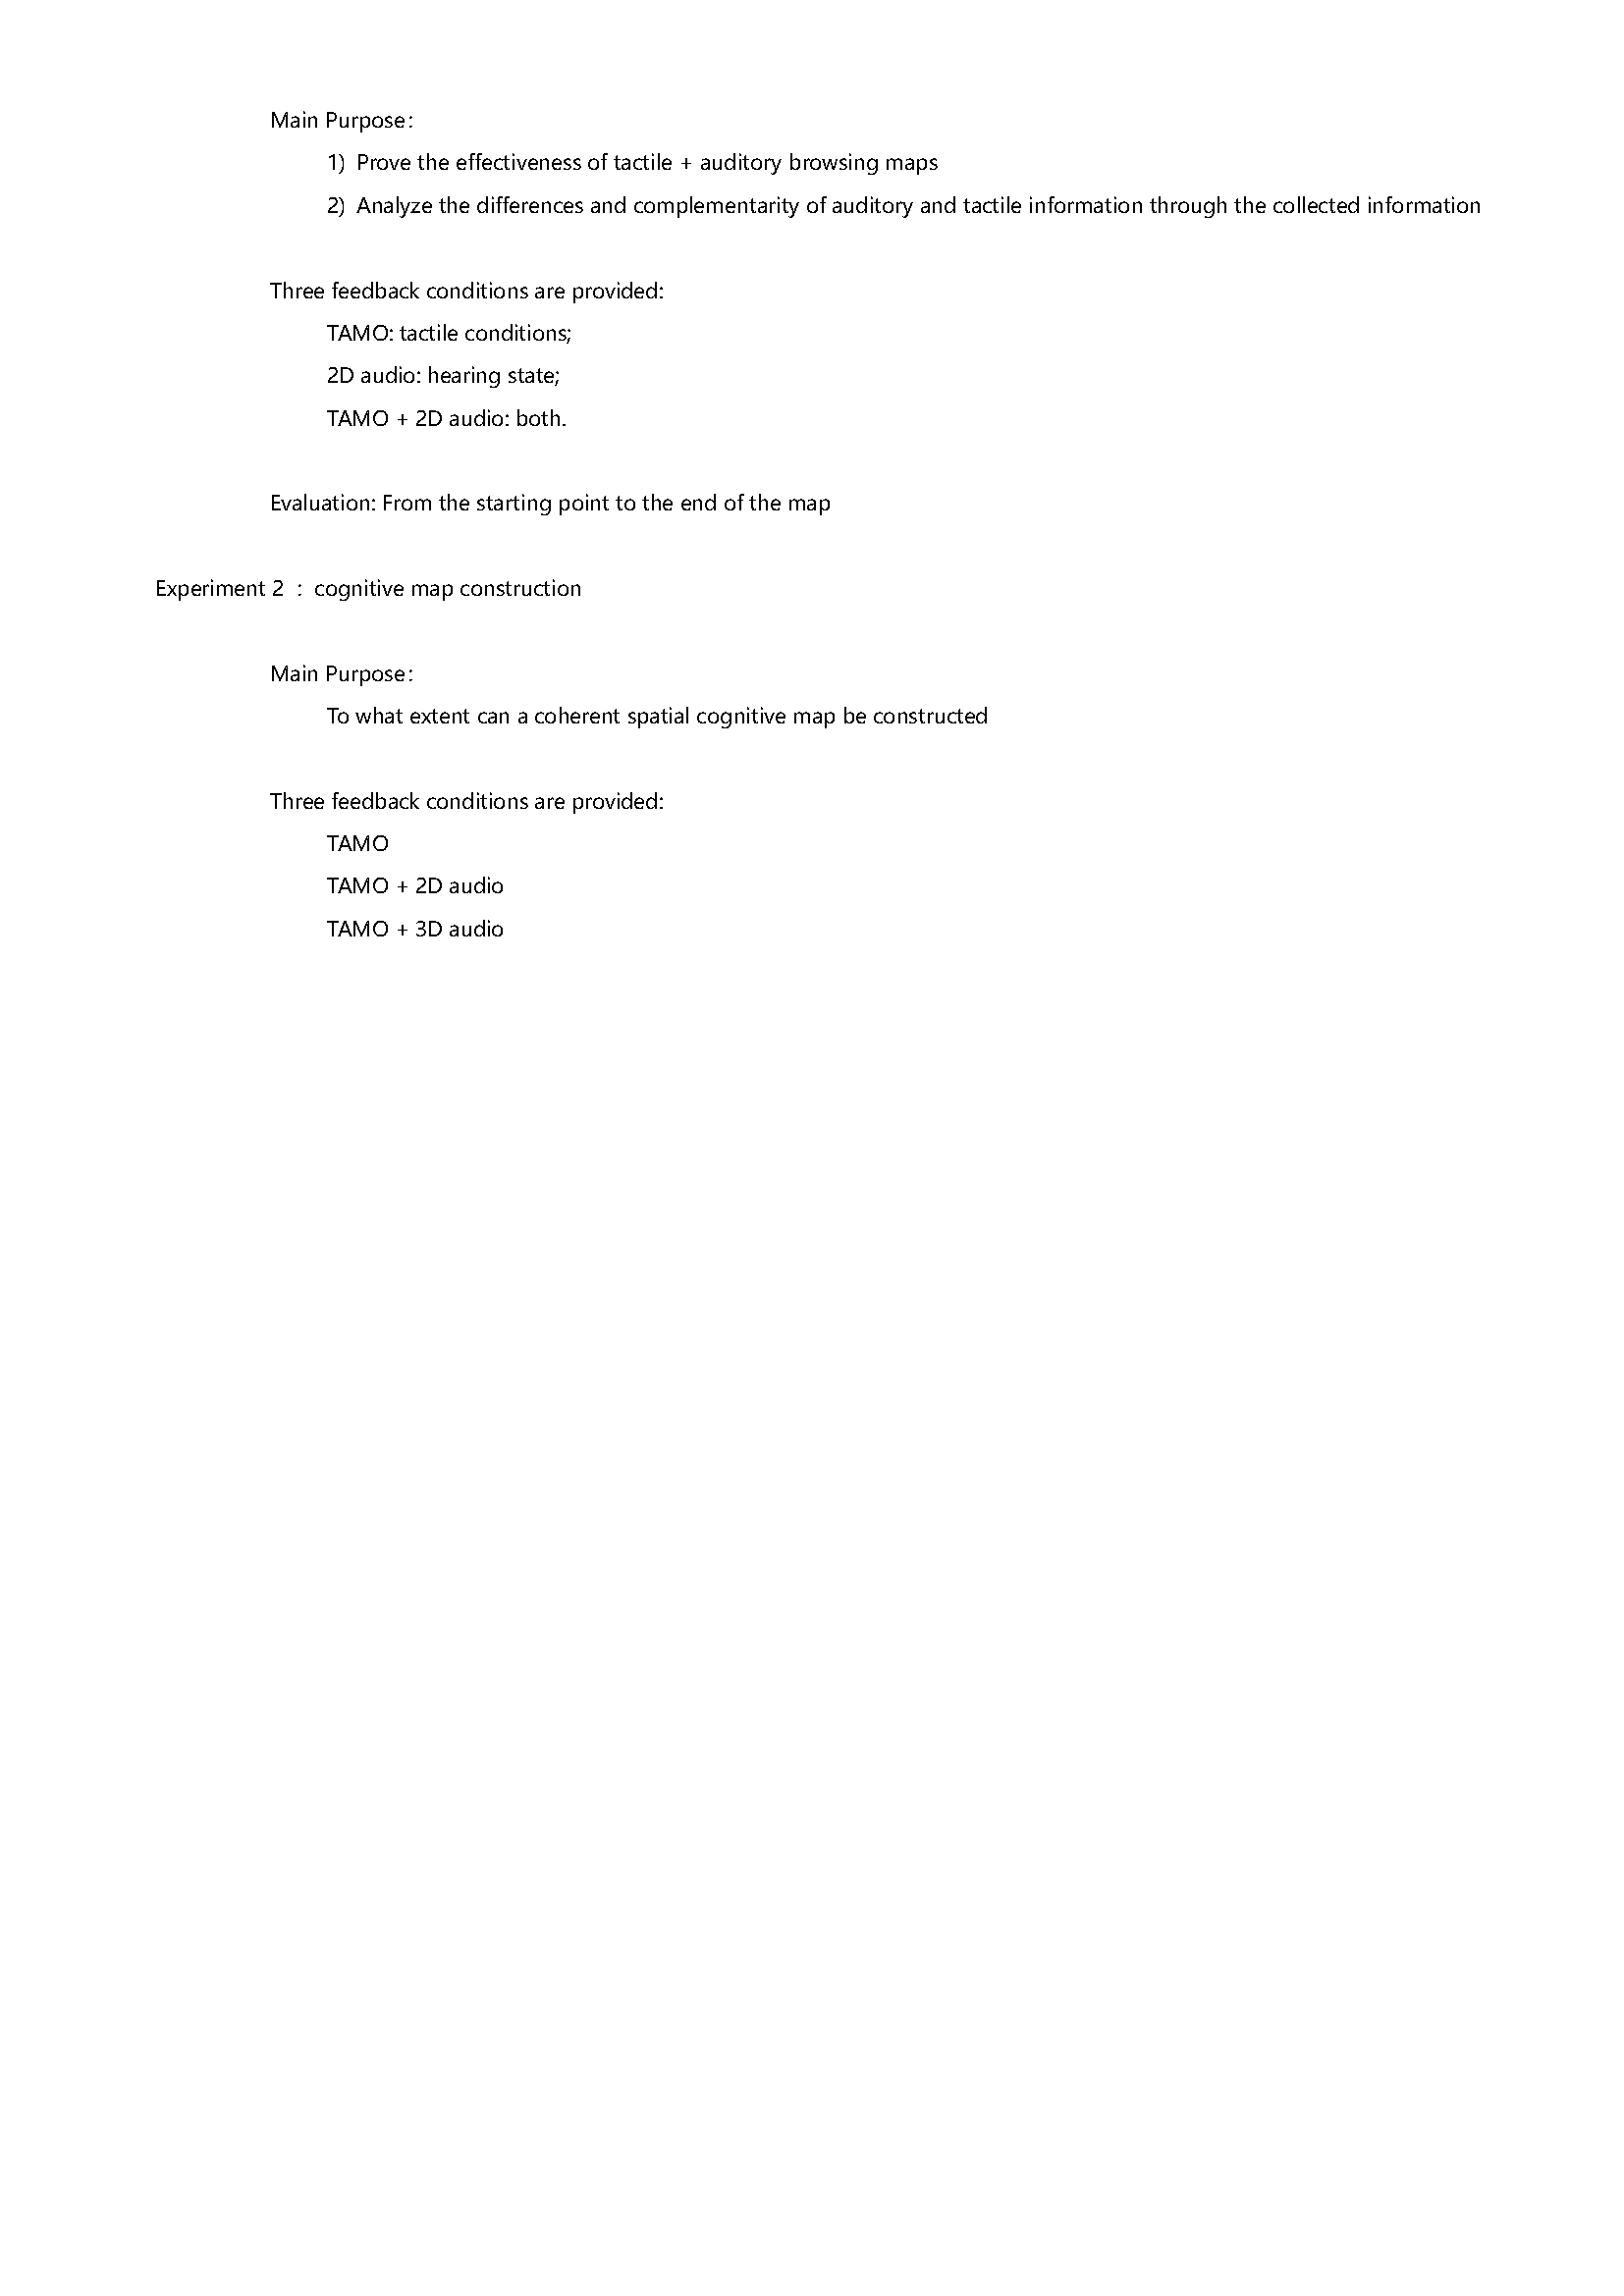 Main Purpose：
1) Prove the effectiveness of tactile + auditory browsing maps
2) Analyze the differences and complementarity of auditory and tactile information through the collected information
Three feedback conditions are provided:
TAMO: tactile conditions;
2D audio: hearing state;
TAMO + 2D audio: both.
Evaluation: From the starting point to the end of the map
Experiment 2 ： cognitive map construction
Main Purpose：
To what extent can a coherent spatial cognitive map be constructed
Three feedback conditions are provided:
TAMO
TAMO + 2D audio
TAMO + 3D audio